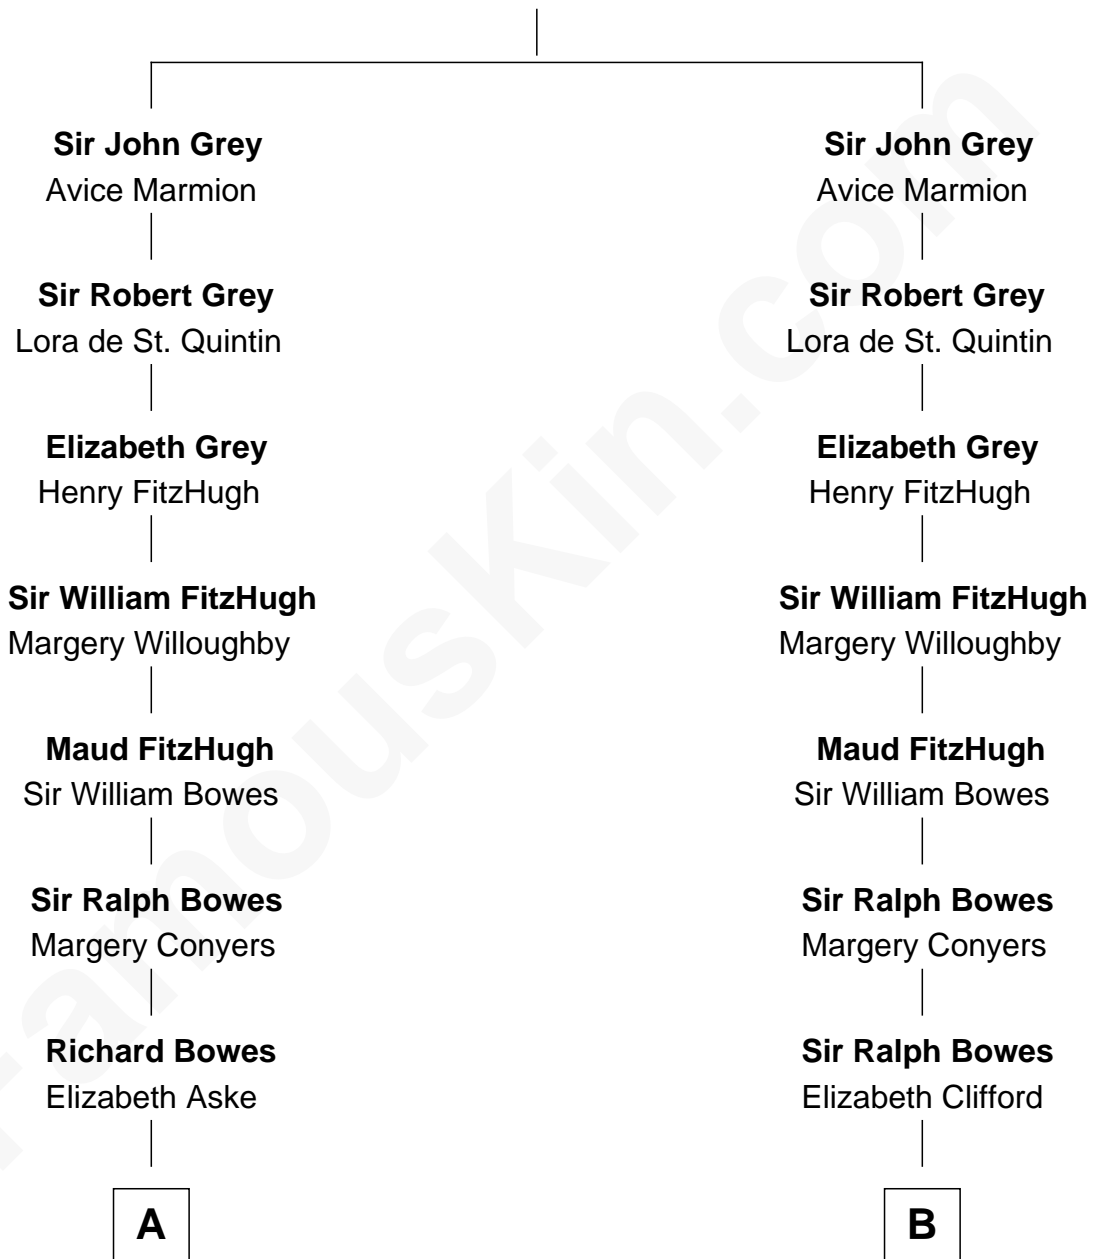 Sir John Grey
Avice Marmion
Sir Robert Grey
Lora de St. Quintin
Elizabeth Grey
Henry FitzHugh
Sir William FitzHugh
Margery Willoughby
Maud FitzHugh
Sir William Bowes
Sir Ralph Bowes
Margery Conyers
Richard Bowes
Elizabeth Aske
A
Sir John Grey
Avice Marmion
Sir Robert Grey
Lora de St. Quintin
Elizabeth Grey
Henry FitzHugh
Sir William FitzHugh
Margery Willoughby
Maud FitzHugh
Sir William Bowes
Sir Ralph Bowes
Margery Conyers
Sir Ralph Bowes
Elizabeth Clifford
B
FamousKin.com